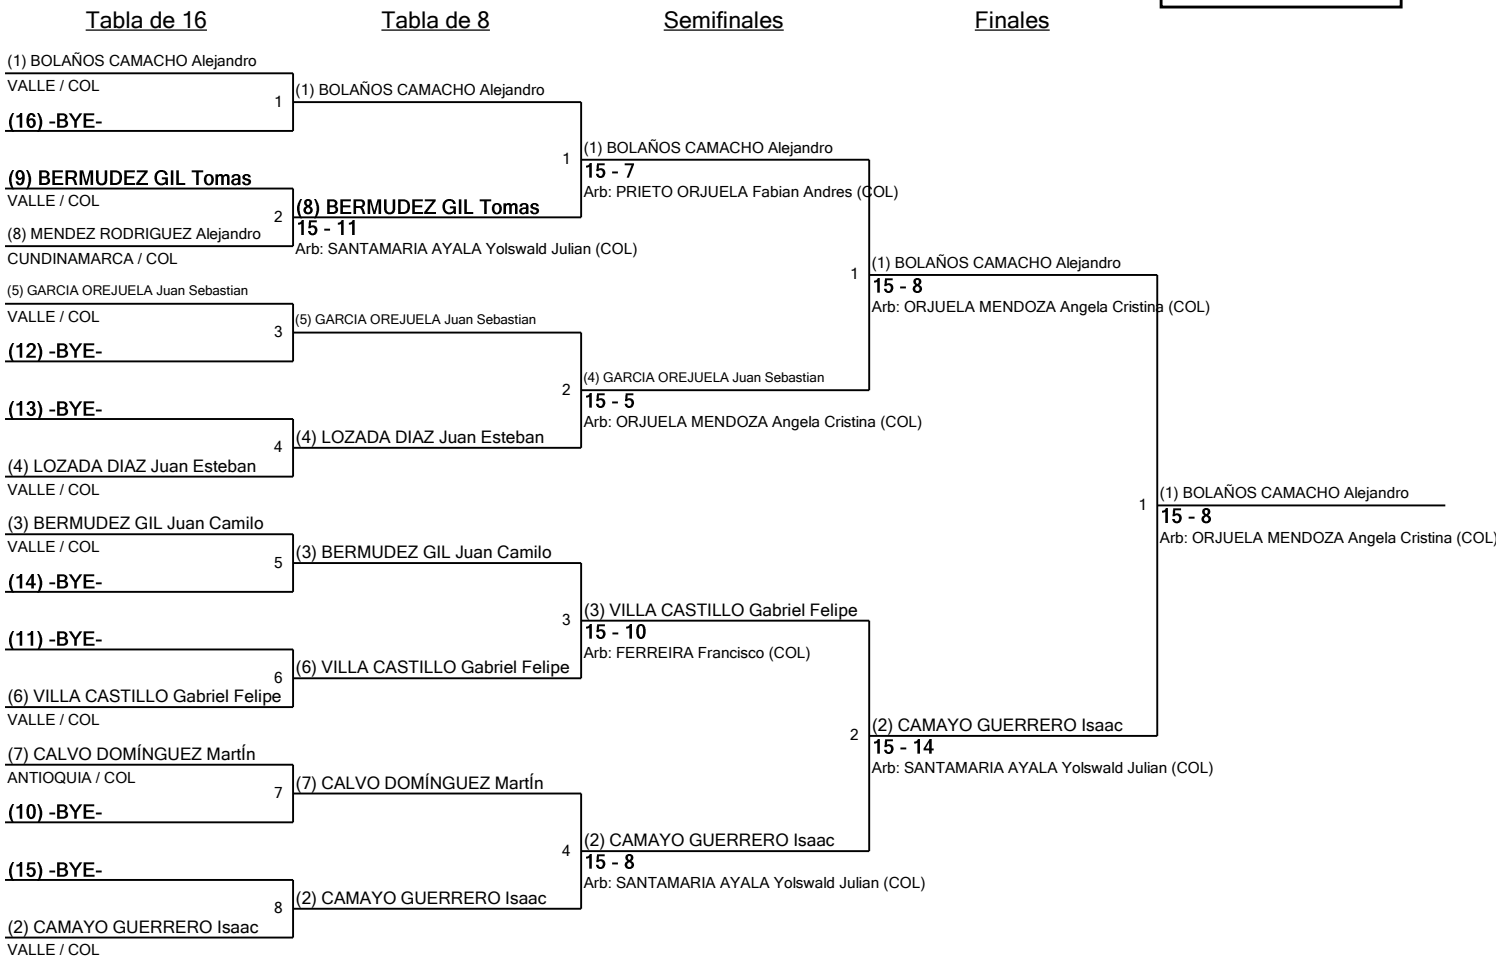 Tabla de 16
Tabla de 8
Semifinales
Finales
(1) BOLAÑOS CAMACHO Alejandro
VALLE / COL
1
(16) -BYE-
(9) BERMUDEZ GIL Tomas
VALLE / COL
2
(8) MENDEZ RODRIGUEZ Alejandro
CUNDINAMARCA / COL
(5) GARCIA OREJUELA Juan Sebastian
VALLE / COL
3
(12) -BYE-
(13) -BYE-
4
(4) LOZADA DIAZ Juan Esteban
VALLE / COL
(3) BERMUDEZ GIL Juan Camilo
VALLE / COL
5
(14) -BYE-
(11) -BYE-
6
(6) VILLA CASTILLO Gabriel Felipe
VALLE / COL
(7) CALVO DOMÍNGUEZ MartÍn
ANTIOQUIA / COL
7
(10) -BYE-
(15) -BYE-
8
(2) CAMAYO GUERRERO Isaac
VALLE / COL
(1) BOLAÑOS CAMACHO Alejandro
1
(8) BERMUDEZ GIL Tomas
15 - 11
Arb: SANTAMARIA AYALA Yolswald Julian (COL)
(5) GARCIA OREJUELA Juan Sebastian
2
(4) LOZADA DIAZ Juan Esteban
(3) BERMUDEZ GIL Juan Camilo
3
(6) VILLA CASTILLO Gabriel Felipe
(7) CALVO DOMÍNGUEZ MartÍn
4
(2) CAMAYO GUERRERO Isaac
(1) BOLAÑOS CAMACHO Alejandro
15 - 7
Arb: PRIETO ORJUELA Fabian Andres (COL)
1
(4) GARCIA OREJUELA Juan Sebastian
15 - 5
Arb: ORJUELA MENDOZA Angela Cristina (COL)
(3) VILLA CASTILLO Gabriel Felipe
15 - 10
Arb: FERREIRA Francisco (COL)
2
(2) CAMAYO GUERRERO Isaac
15 - 8
Arb: SANTAMARIA AYALA Yolswald Julian (COL)
(1) BOLAÑOS CAMACHO Alejandro
15 - 8
Arb: ORJUELA MENDOZA Angela Cristina (COL)
1
(2) CAMAYO GUERRERO Isaac
15 - 14
Arb: SANTAMARIA AYALA Yolswald Julian (COL)
(1) BOLAÑOS CAMACHO Alejandro
15 - 8
Arb: ORJUELA MENDOZA Angela Cristina (COL)